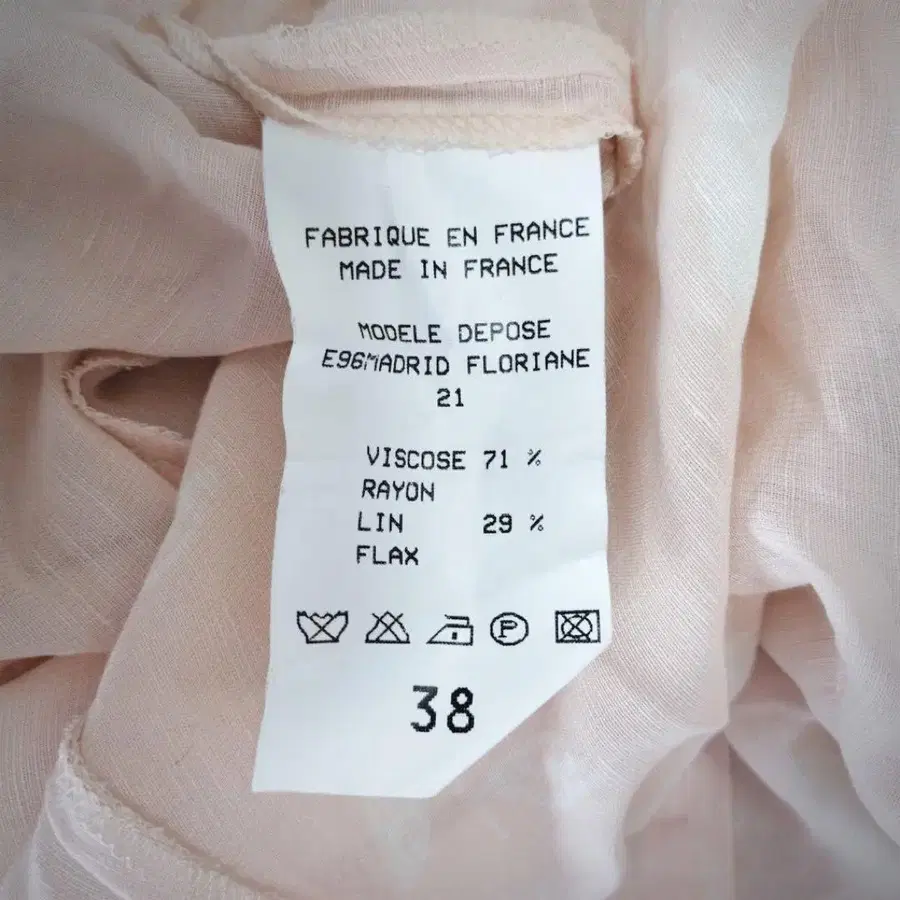 FABRIQUE EN FRANCE
MADE IN FRANCE
MODELE DEPOSE
E96MADRID FLORIANE
21
VISCOSE 71 %
RAYON
LIN 29 %
FLAX
P
38